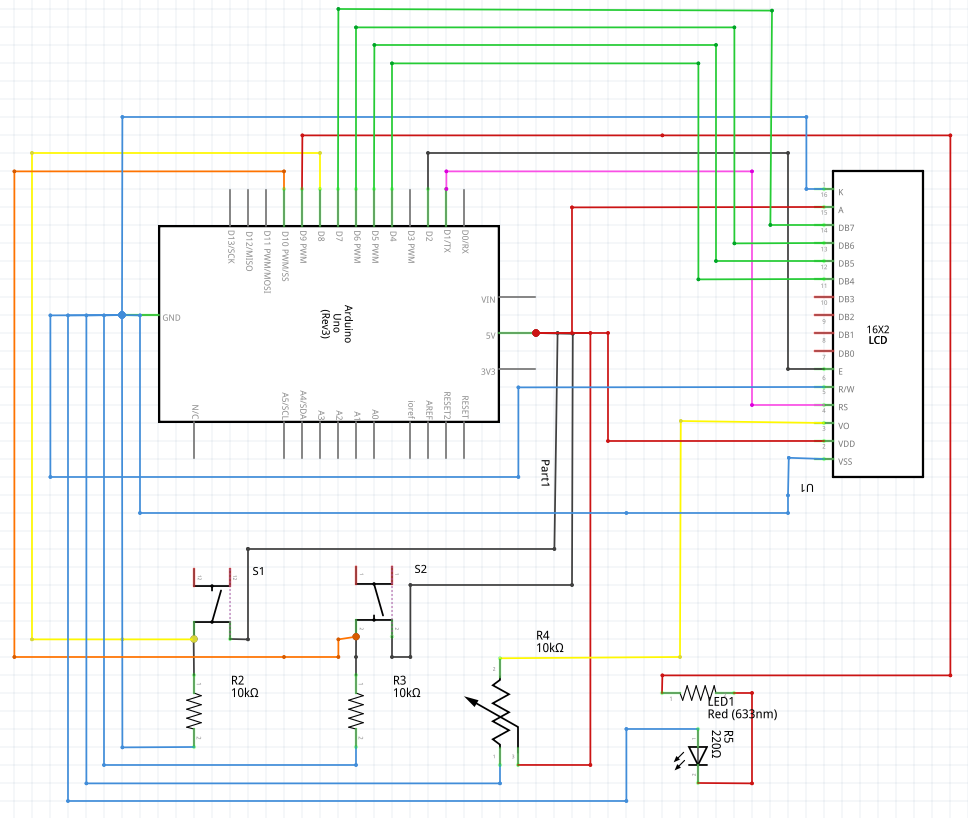 D13/SCK
D12/MISO
D11 PWM/MOSI
D10 PWM/SS
D9 PWM
D8
D7
D6 PWM
D5 PWM
D4
D3 PWM
D2
D1/TX
D0/RX
GND
Arduino
Uno
(Rev3)
VIN
5V
3V3
N/C
A5/SCL
A4/SDA
A3
A2
A1
A0
ioref
AREF
RESET2
RESET
Part1
K
16
A
15
DB7
14
DB6
13
DB5
12
DB4
11
DB3
10
DB2
9
DB1
8
DB0
7
E
6
R/W
5
RS
4
VO
3
VDD
2
VSS
16X2
LCD
U1
S1
S2
R2
10kΩ
R3
10kΩ
R4
10kΩ
LED1
Red (633nm)
R5
220Ω